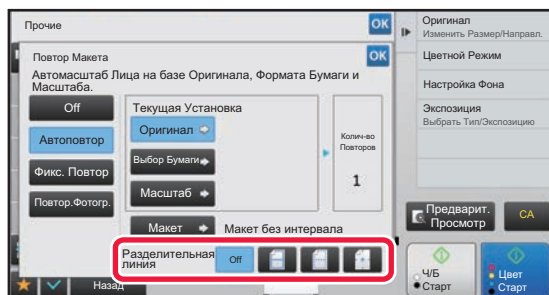 Прочие
OK
Повтор Макета
OK
Автомасштаб Лица на базе Оригинала, Формата Бумаги и
Масштаба.
Off
Автоповтор
Фикс. Повтор
Повтор.Фотогр.
Текущая Установка
Оригинал
Выбор Бумаги
Масштаб
Колич-во
Повторов
1
Макет
Макет без интервала
Разделительная
линия
Off
Назад
Оригинал
Изменить Размер/Направл.
Цветной Режим
Настройка Фона
Экспозиция
Выбрать Тип/Экспозицию
Предварит.
Просмотр
CA
Ч/Б
Старт
Цвет
Старт